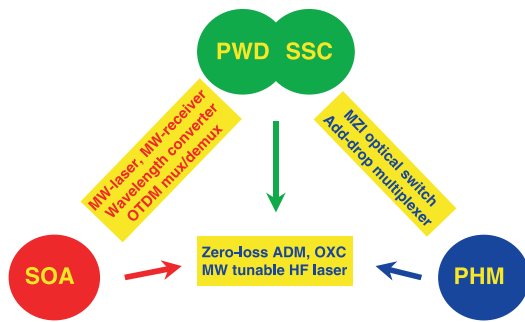 PWD SSC
MW-laser, MW-receiver
Wavelength converter
OTDM mux/demux
MZI optical switch
Add-drop multiplexer
SOA
Zero-loss ADM, OXC
MW tunable HF laser
PHM